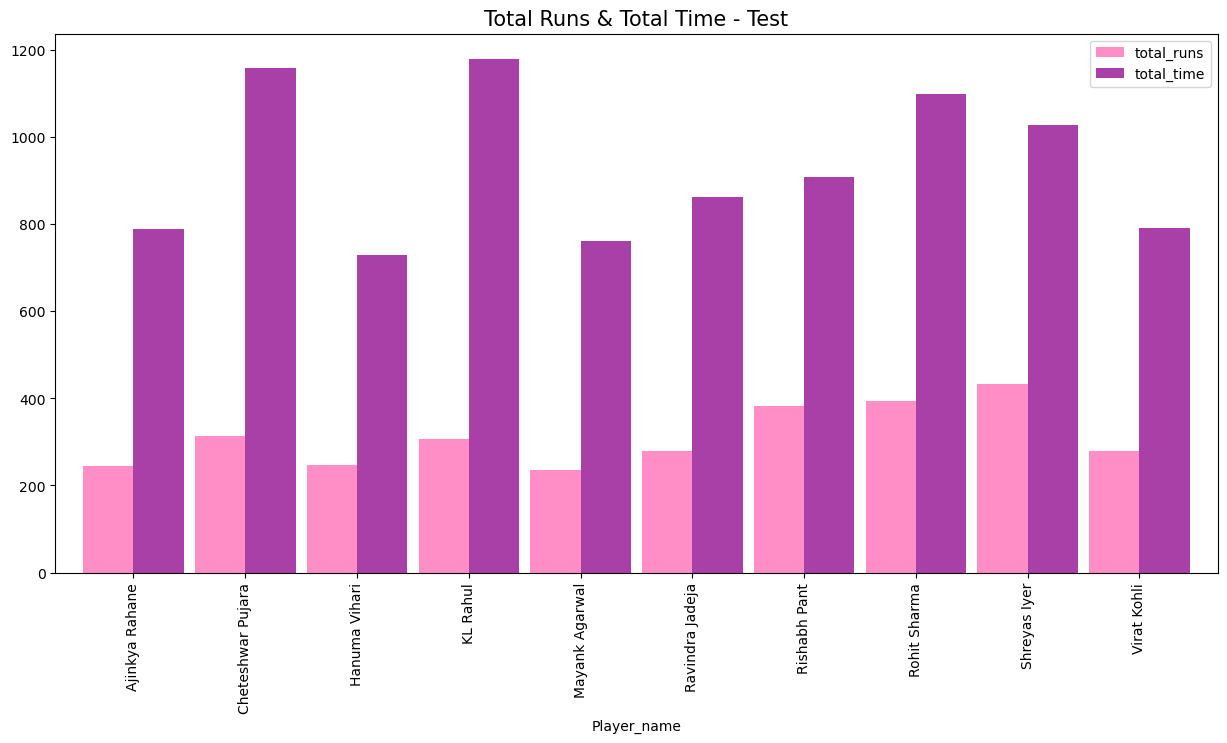 Total Runs & Total Time - Test
total_runs
total_time
1200
1000
800
600
400
200
0
Ajinkya Rahane
Cheteshwar Pujara
Hanuma Vihari
KL Rahul
Mayank Agarwal
Ravindra Jadeja
Rishabh Pant
Rohit Sharma
Shreyas Iyer
Virat Kohli
Player_name